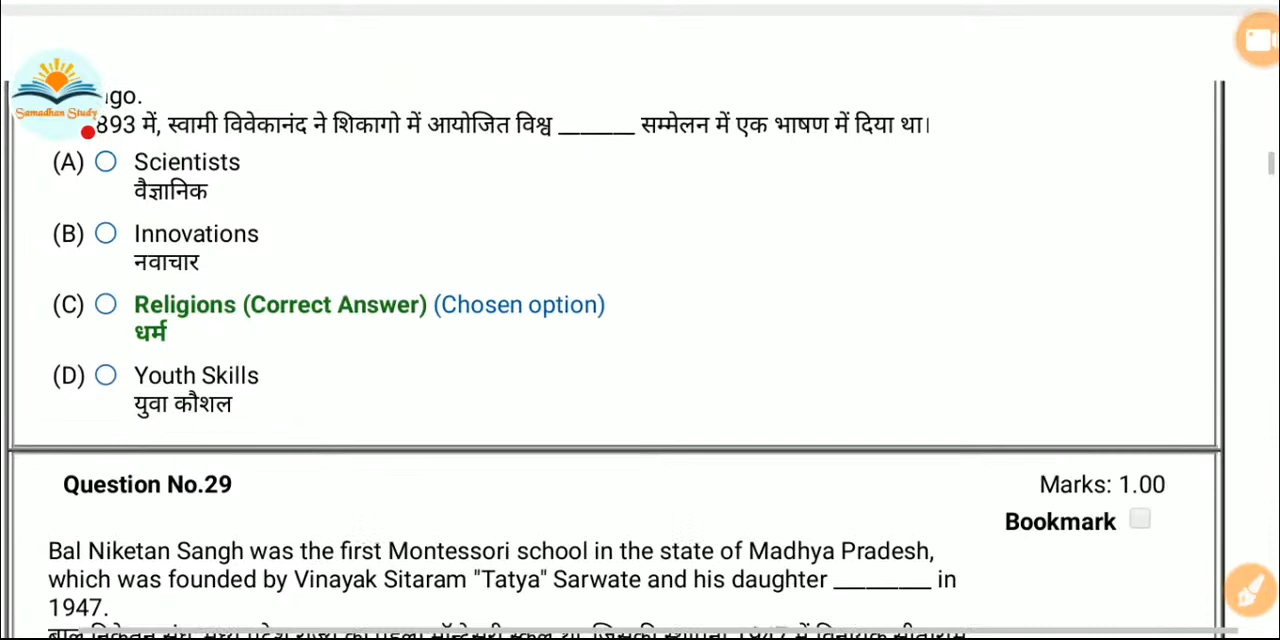 Samadhan Study
go.
893 में, स्वामी विवेकानंद ने शिकागो में आयोजित विश्व ______ सम्मेलन में एक भाषण में दिया था।
(A) Scientists
वैज्ञानिक
(B) Innovations
नवाचार
(C) Religions (Correct Answer) (Chosen option)
धर्म
(D) Youth Skills
युवा कौशल
Question No.29 Marks: 1.00
Bookmark
Bal Niketan Sangh was the first Montessori school in the state of Madhya Pradesh,
which was founded by Vinayak Sitaram "Tatya" Sarwate and his daughter ________ in
1947.